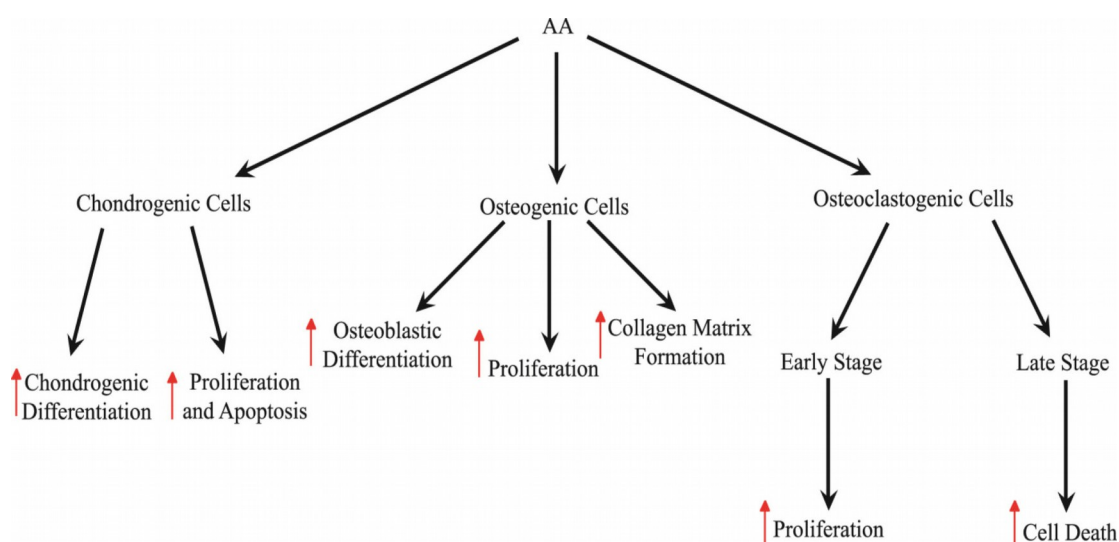 AA
Chondrogenic Cells
Osteogenic Cells
Osteoclastogenic Cells
Chondrogenic
Differentiation
Proliferation
and Apoptosis
Osteoblastic
Differentiation
Proliferation
Collagen Matrix
Formation
Early Stage
Late Stage
Proliferation
Cell Death